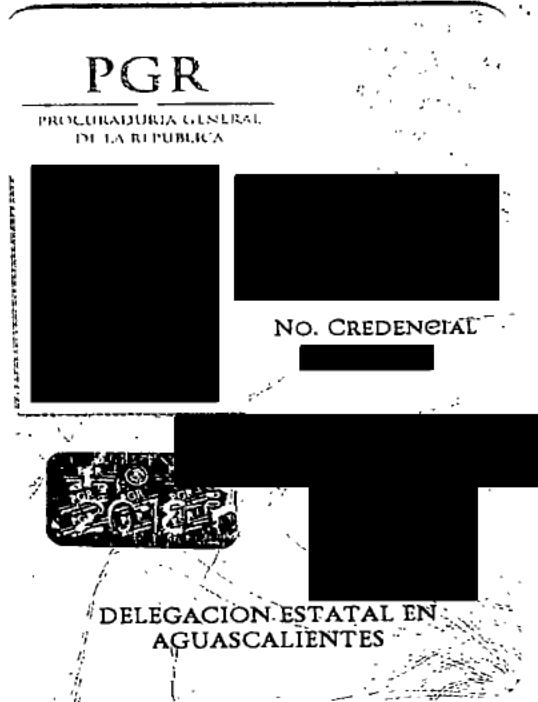 PGR
PROCURADURIA GENERAL
DE LA REPUBLICA
NO. CREDENCIAL
DELEGACION ESTATAL EN
AGUASCALIENTES